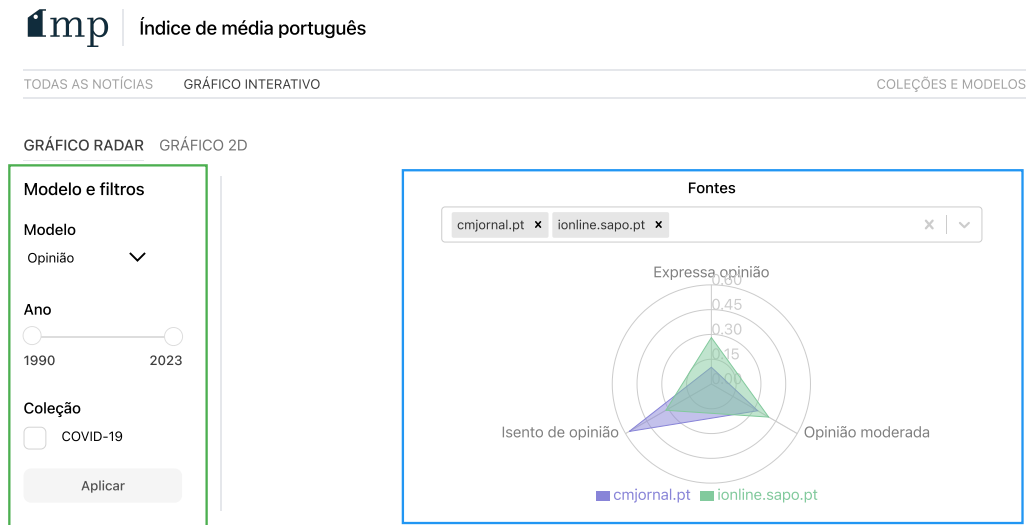 imp Índice de média português
TODAS AS NOTÍCIAS GRÁFICO INTERATIVO COLEÇÕES E MODELOS
GRÁFICO RADAR GRÁFICO 2D
Modelo e filtros
Modelo
Opinião
Ano
1990 2023
Coleção
COVID-19
Aplicar
Fontes
cmjornal.pt × ionline.sapo.pt ×
Expressa opinião
0.60
0.45
0.30
0.15
0.00
Isento de opinião Opinião moderada
cmjornal.pt ionline.sapo.pt